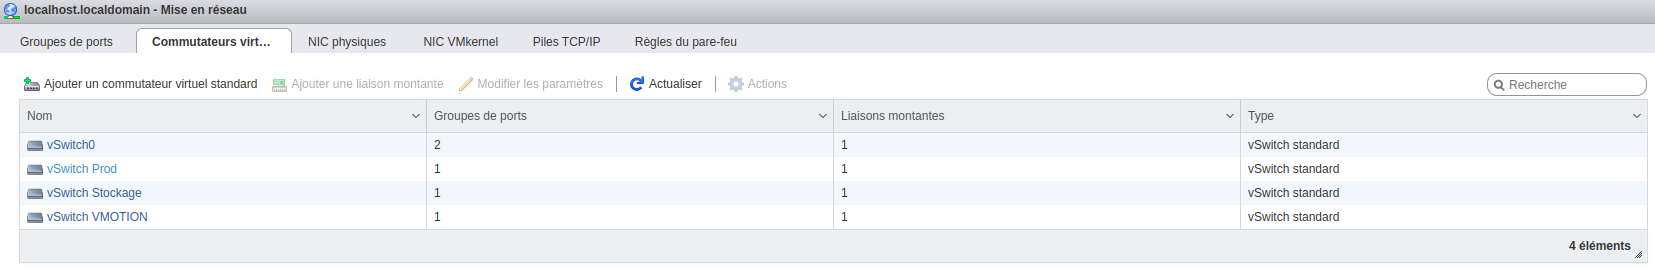 localhost.localdomain - Mise en réseau
Groupes de ports Commutateurs virt… NIC physiques NIC VMkernel Piles TCP/IP Règles du pare-feu
Ajouter un commutateur virtuel standard Ajouter une liaison montante Modifier les paramètres Actualiser Actions Recherche
Nom Groupes de ports Liaisons montantes Type
vSwitch0 2 1 vSwitch standard
vSwitch Prod 1 1 vSwitch standard
vSwitch Stockage 1 1 vSwitch standard
vSwitch VMOTION 1 1 vSwitch standard
4 éléments